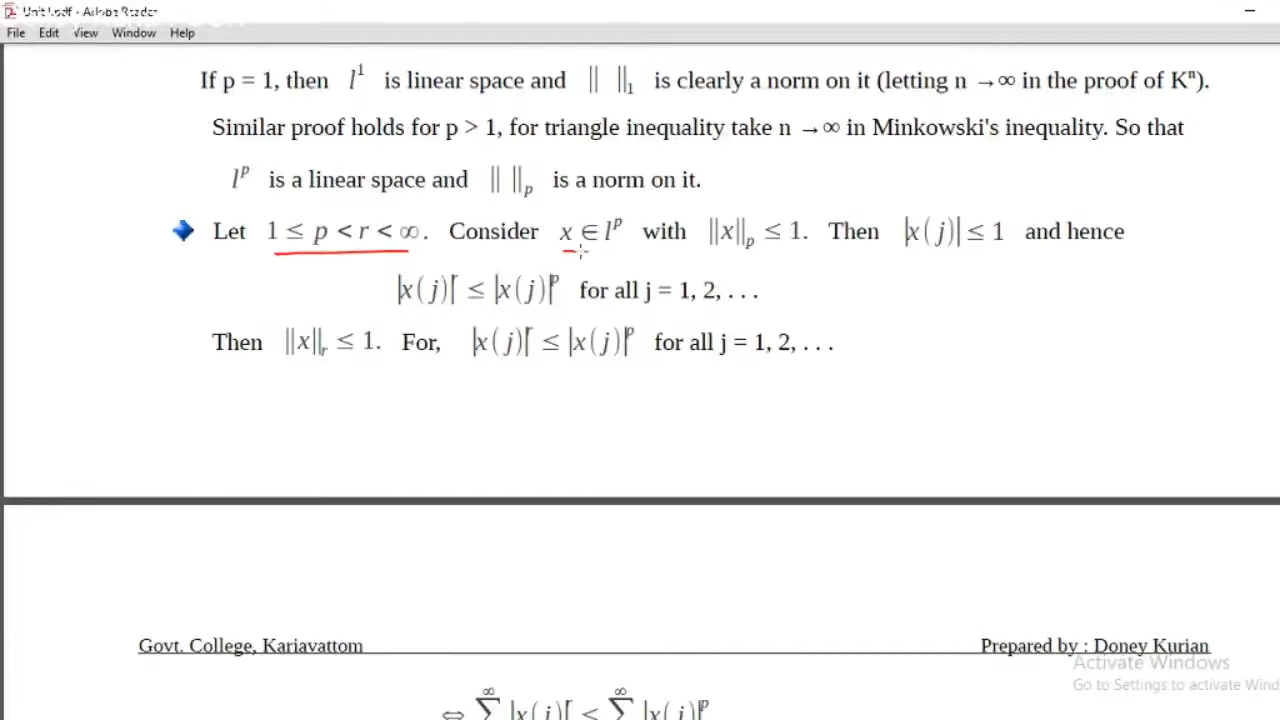 Unit I.pdf - Adobe Reader
File Edit View Window Help
If p = 1, then l¹ is linear space and ‖ ‖₁ is clearly a norm on it (letting n →∞ in the proof of Kⁿ).
Similar proof holds for p > 1, for triangle inequality take n →∞ in Minkowski's inequality. So that
lᵖ is a linear space and ‖ ‖ₚ is a norm on it.
Let 1 ≤ p < r < ∞. Consider x ∈ lᵖ with ‖x‖ₚ ≤ 1. Then |x(j)| ≤ 1 and hence
|x(j)|ʳ ≤ |x(j)|ᵖ for all j = 1, 2, . . .
Then ‖x‖ᵣ ≤ 1. For, |x(j)|ʳ ≤ |x(j)|ᵖ for all j = 1, 2, . . .
Govt. College, Kariavattom Prepared by : Doney Kurian
Activate Windows
Go to Settings to activate Wind
⇔ ∑ ∞ |x(j)|ʳ ≤ ∑ ∞ |x(j)|ᵖ